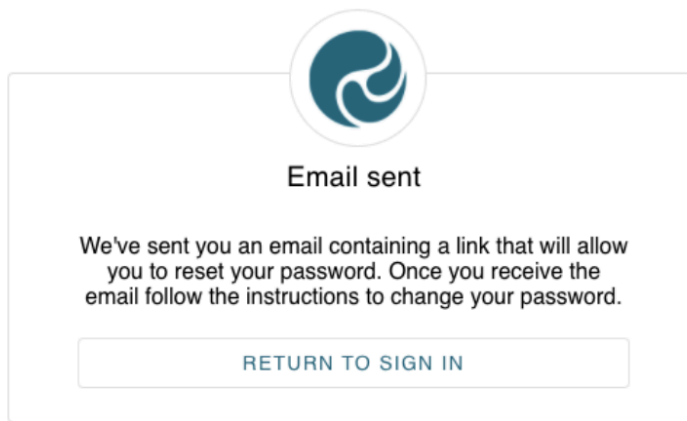 Email sent
We've sent you an email containing a link that will allow
you to reset your password. Once you receive the
email follow the instructions to change your password.
RETURN TO SIGN IN